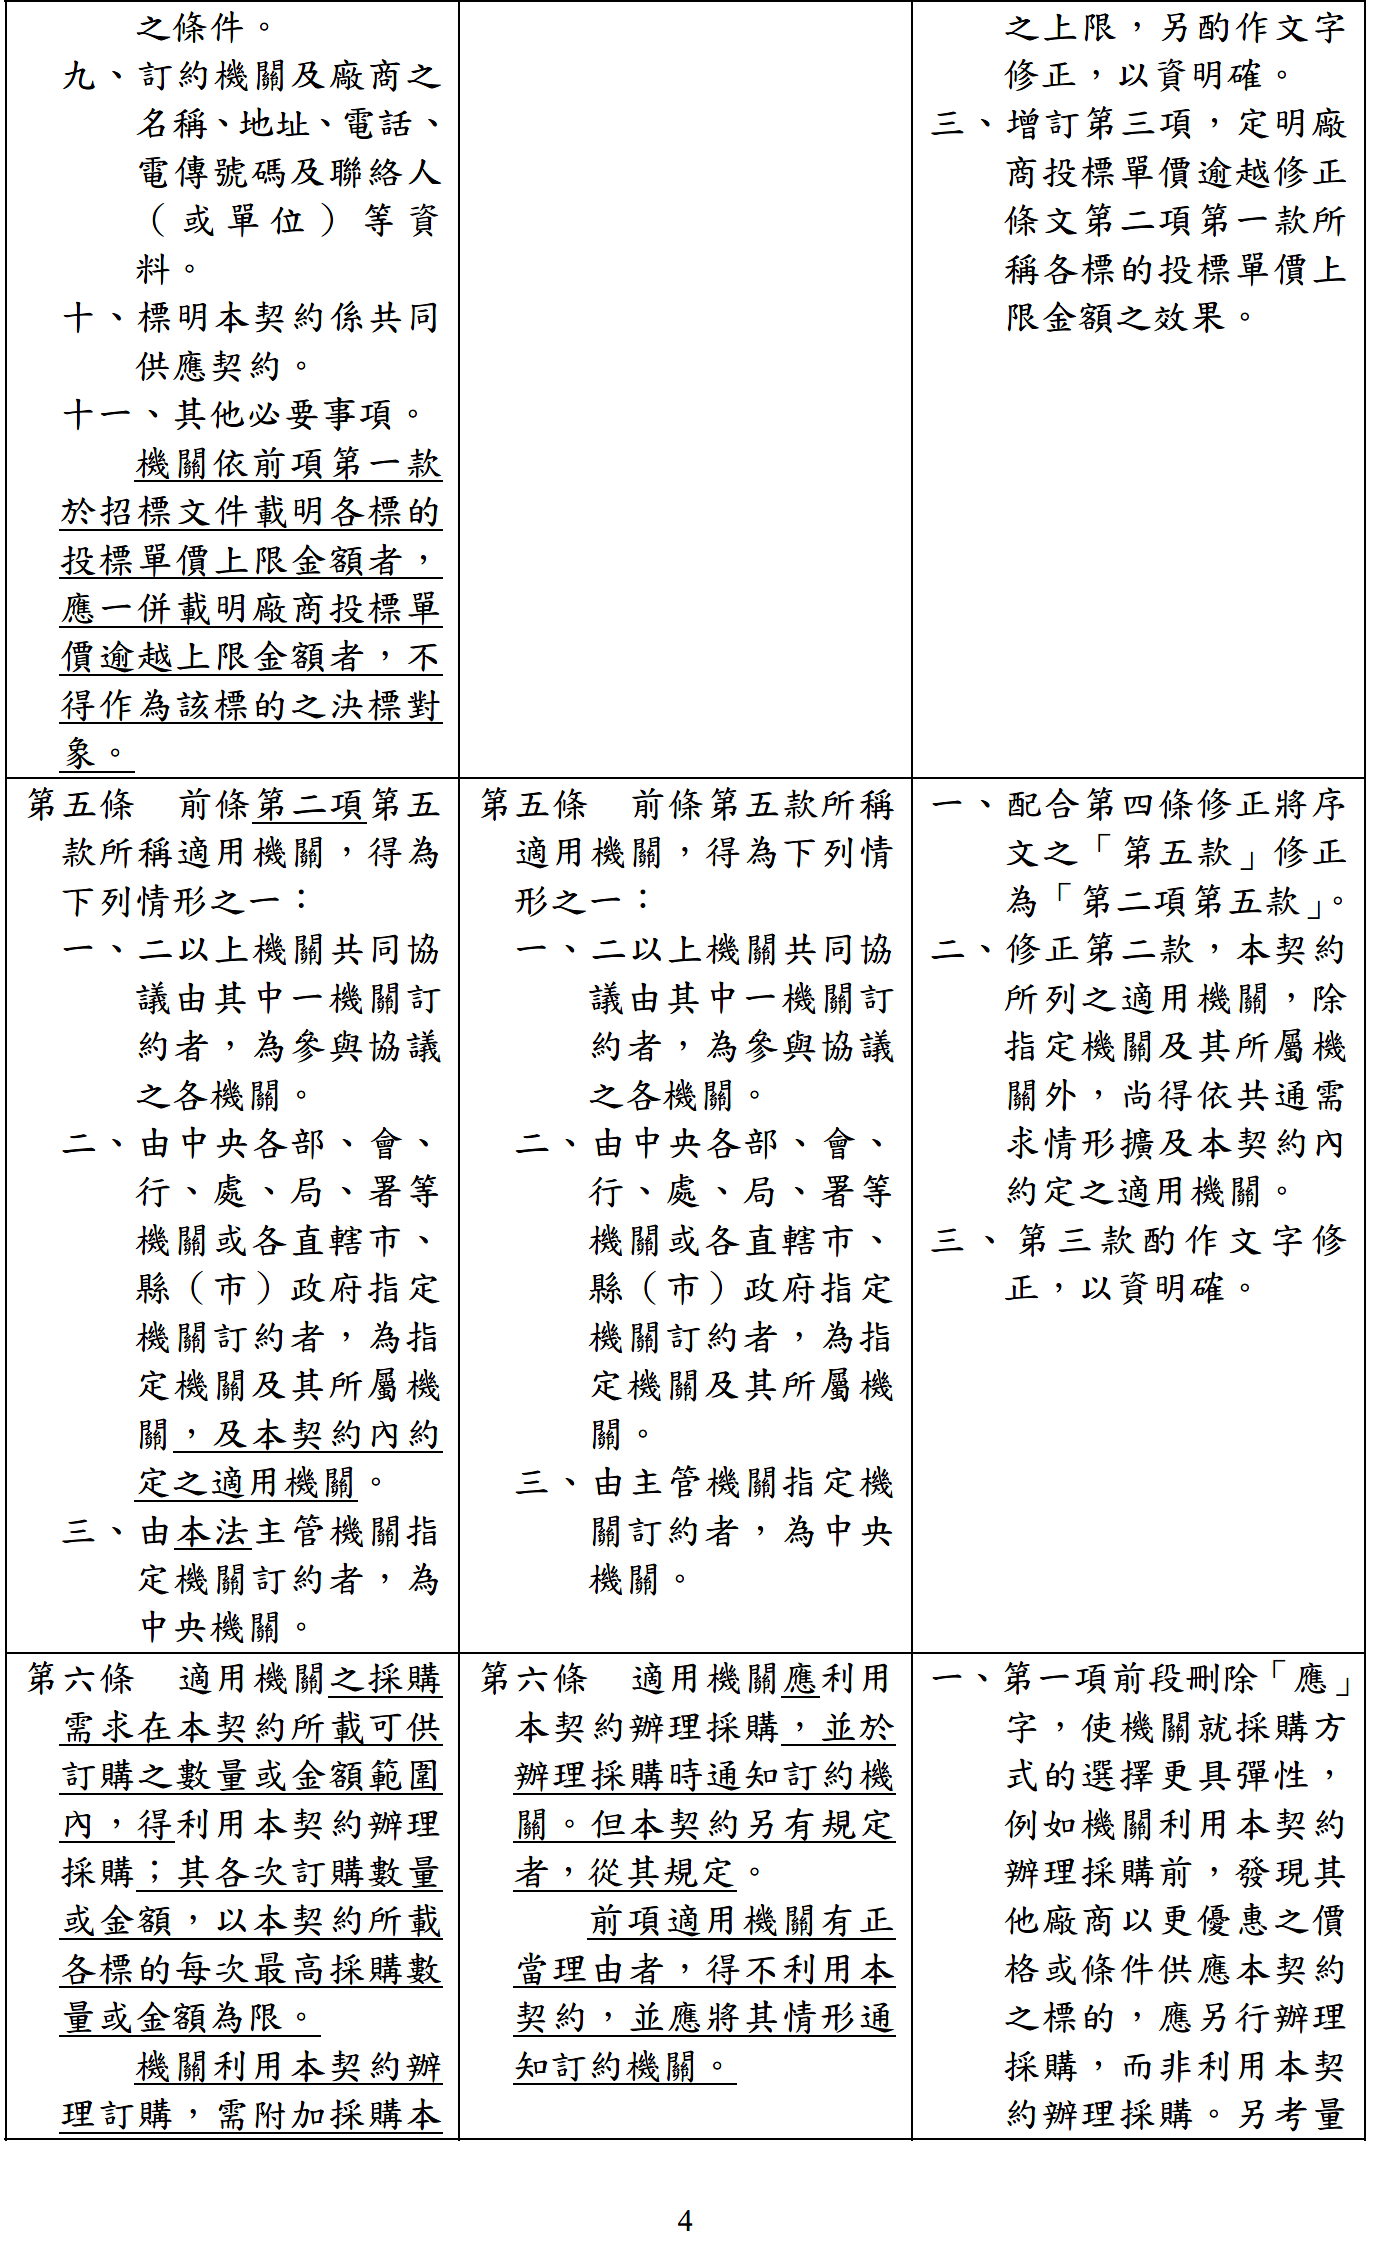 之條件。
九、訂約機關及廠商之
名稱、地址、電話、
電傳號碼及聯絡人
（或單位）等資
料。
十、標明本契約係共同
供應契約。
十一、其他必要事項。
機關依前項第一款
於招標文件載明各標的
投標單價上限金額者，
應一併載明廠商投標單
價逾越上限金額者，不
得作為該標的之決標對
象。
之上限，另酌作文字
修正，以資明確。
三、增訂第三項，定明廠
商投標單價逾越修正
條文第二項第一款所
稱各標的投標單價上
限金額之效果。
第五條　前條第二項第五
款所稱適用機關，得為
下列情形之一：
一、二以上機關共同協
議由其中一機關訂
約者，為參與協議
之各機關。
二、由中央各部、會、
行、處、局、署等
機關或各直轄市、
縣（市）政府指定
機關訂約者，為指
定機關及其所屬機
關，及本契約內約
定之適用機關。
三、由本法主管機關指
定機關訂約者，為
中央機關。
第五條　前條第五款所稱
適用機關，得為下列情
形之一：
一、二以上機關共同協
議由其中一機關訂
約者，為參與協議
之各機關。
二、由中央各部、會、
行、處、局、署等
機關或各直轄市、
縣（市）政府指定
機關訂約者，為指
定機關及其所屬機
關。
三、由主管機關指定機
關訂約者，為中央
機關。
一、配合第四條修正將序
文之「第五款」修正
為「第二項第五款」。
二、修正第二款，本契約
所列之適用機關，除
指定機關及其所屬機
關外，尚得依共通需
求情形擴及本契約內
約定之適用機關。
三、第三款酌作文字修
正，以資明確。
第六條　適用機關之採購
需求在本契約所載可供
訂購之數量或金額範圍
內，得利用本契約辦理
採購；其各次訂購數量
或金額，以本契約所載
各標的每次最高採購數
量或金額為限。
機關利用本契約辦
理訂購，需附加採購本
第六條　適用機關應利用
本契約辦理採購，並於
辦理採購時通知訂約機
關。但本契約另有規定
者，從其規定。
前項適用機關有正
當理由者，得不利用本
契約，並應將其情形通
知訂約機關。
一、第一項前段刪除「應」
字，使機關就採購方
式的選擇更具彈性，
例如機關利用本契約
辦理採購前，發現其
他廠商以更優惠之價
格或條件供應本契約
之標的，應另行辦理
採購，而非利用本契
約辦理採購。另考量
4